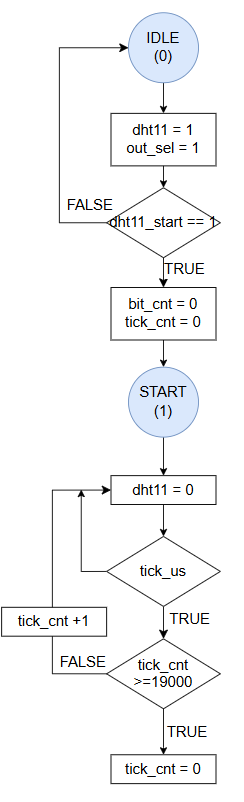 IDLE
(0)
dht11 = 1
out_sel = 1
dht11_start == 1
FALSE
TRUE
bit_cnt = 0
tick_cnt = 0
START
(1)
dht11 = 0
tick_us
TRUE
tick_cnt +1
FALSE
tick_cnt
>=19000
TRUE
tick_cnt = 0